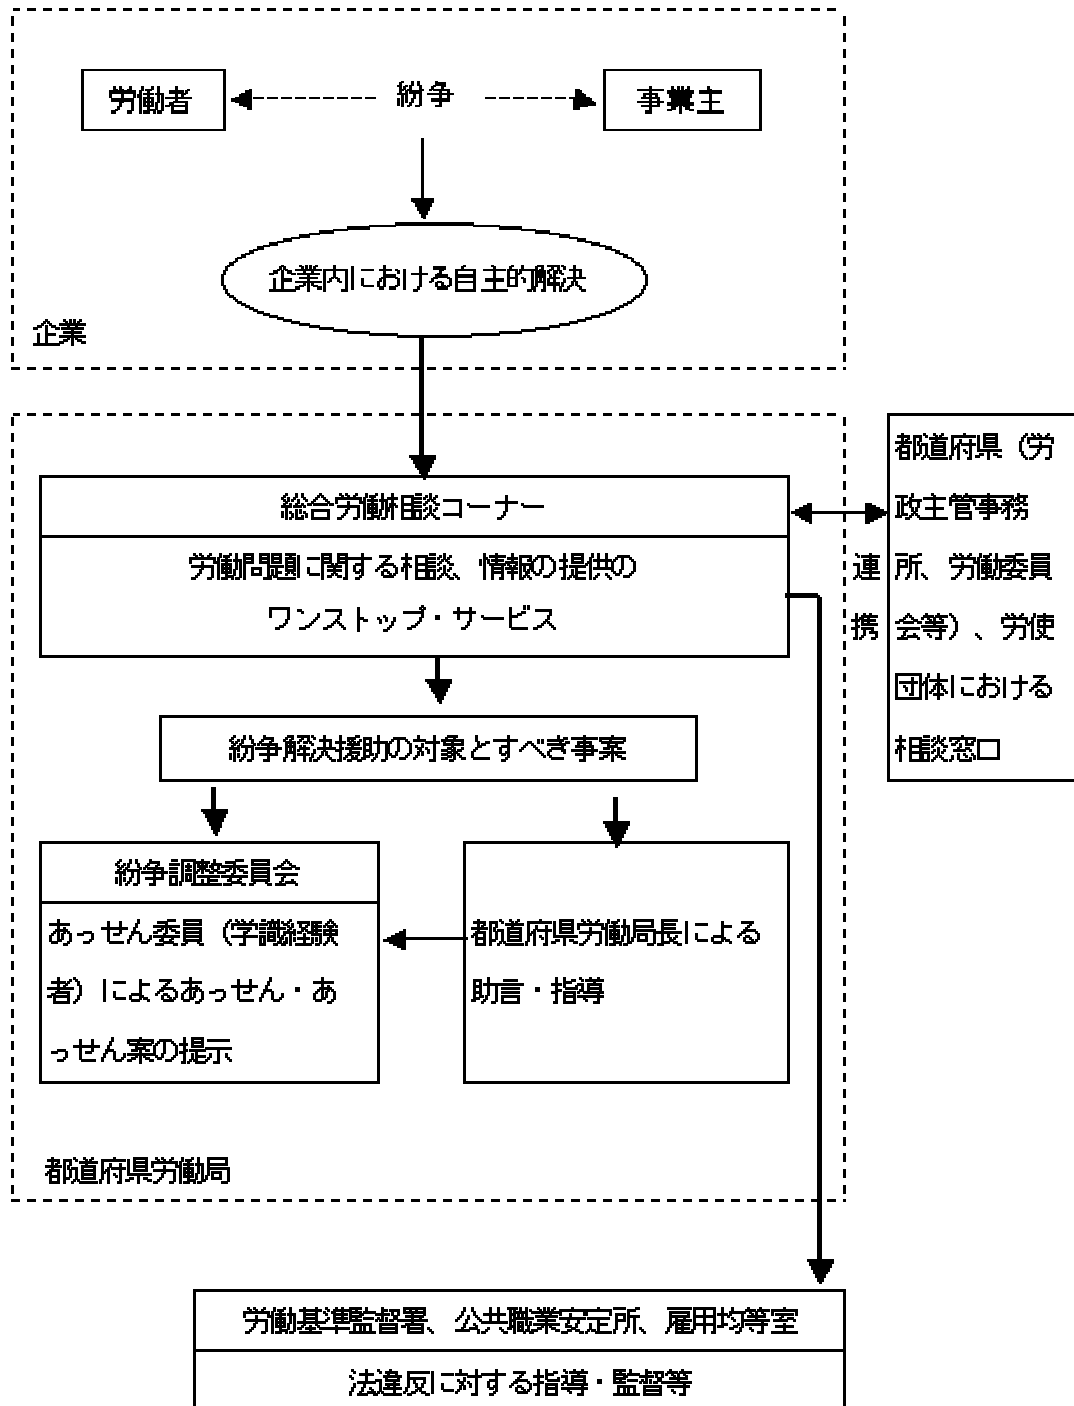 労働者
紛争
事業主
企業内における自主的解決
企業
総合労働相談コーナー
労働問題に関する相談、情報の提供の
ワンストップ・サービス
連
携
都道府県（労
政主管事務
所、労働委員
会等）、労使
団体における
相談窓口
紛争解決援助の対象とすべき事案
紛争調整委員会
あっせん委員（学識経験
者）によるあっせん・あ
っせん案の提示
都道府県労働局長による
助言・指導
都道府県労働局
労働基準監督署、公共職業安定所、雇用均等室
法違反に対する指導・監督等